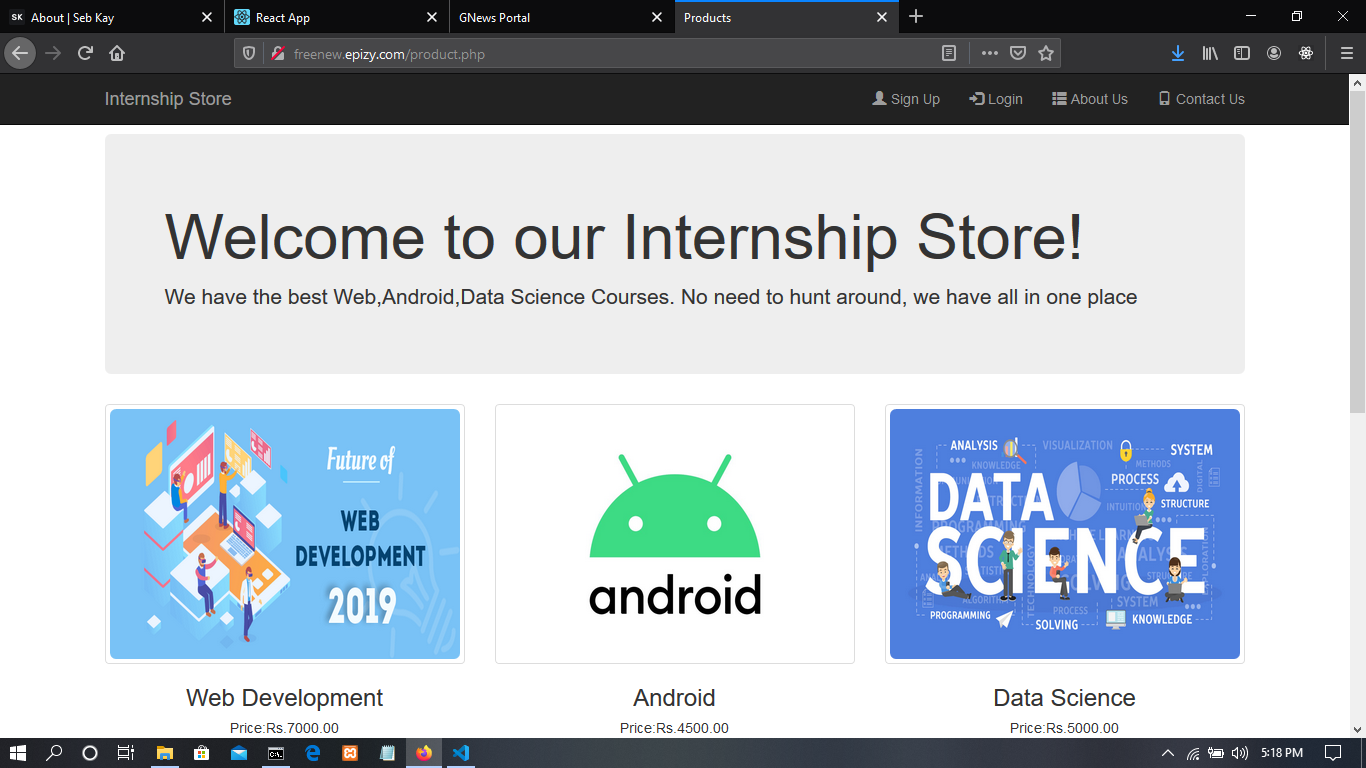 SK About | Seb Kay
React App
GNews Portal
Products
freenew.epizy.com/product.php
Internship Store
Sign Up
Login
About Us
Contact Us
Welcome to our Internship Store!
We have the best Web,Android,Data Science Courses. No need to hunt around, we have all in one place
Future of
WEB
DEVELOPMENT
2019
android
ANALYSIS
VISUALIZATION
SYSTEM
KNOWLEDGE
METHODS
INFORMATION
DIGITAL
PROCESS
DATA
INTUITION
STRUCTURE
PROGRAMMING
SCIENCE
TECHNOLOGY
SYSTEM
PROGRAMMING
PROCESS
SOLVING
KNOWLEDGE
Web Development
Android
Data Science
Price:Rs.7000.00
Price:Rs.4500.00
Price:Rs.5000.00
5:18 PM